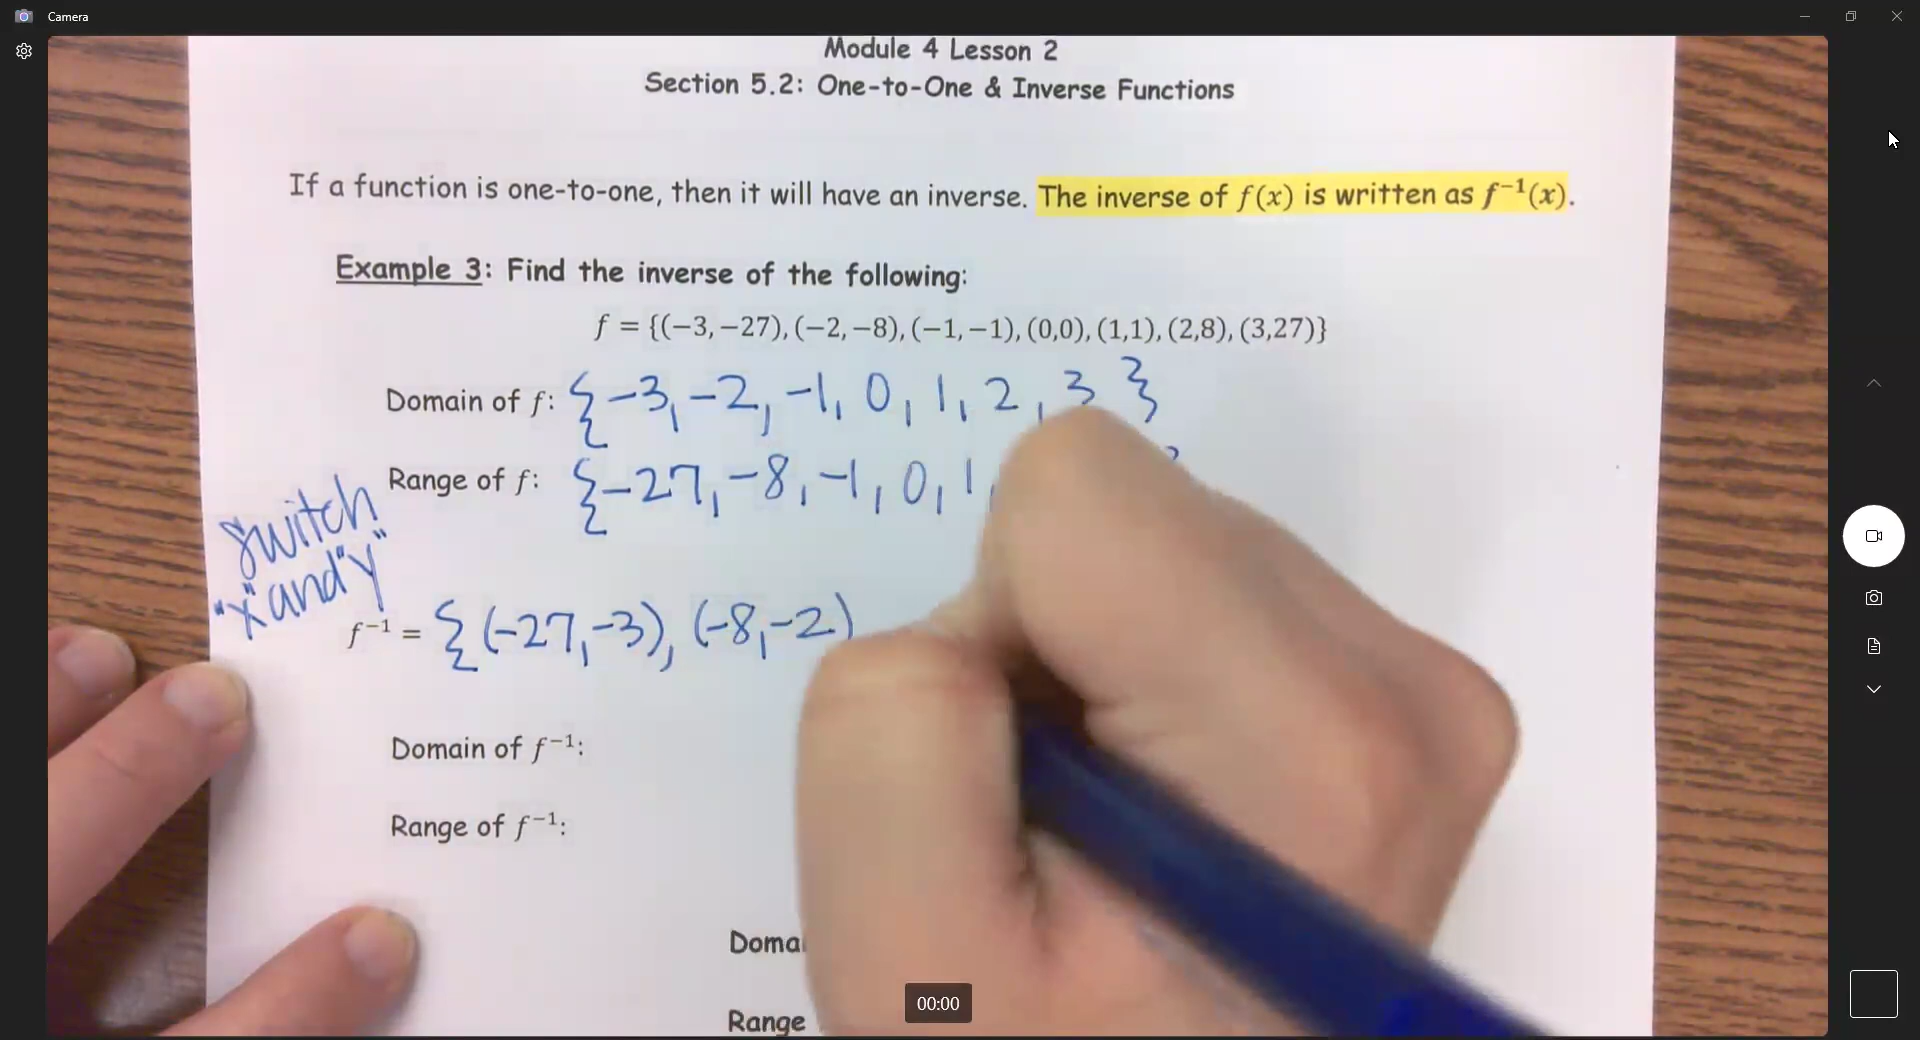 Camera
Module 4 Lesson 2
Section 5.2: One-to-One & Inverse Functions
If a function is one-to-one, then it will have an inverse. The inverse of f(x) is written as f⁻¹(x).
Example 3: Find the inverse of the following:
f = {(−3, −27), (−2, −8), (−1, −1), (0,0), (1,1), (2,8), (3,27)}
Domain of f: {-3, -2, -1, 0, 1, 2, 3}
Range of f: {-27, -8, -1, 0, 1,
switch
"x" and "y"
f⁻¹ = {(-27,-3), (-8,-2)
Domain of f⁻¹:
Range of f⁻¹:
Range
00:00